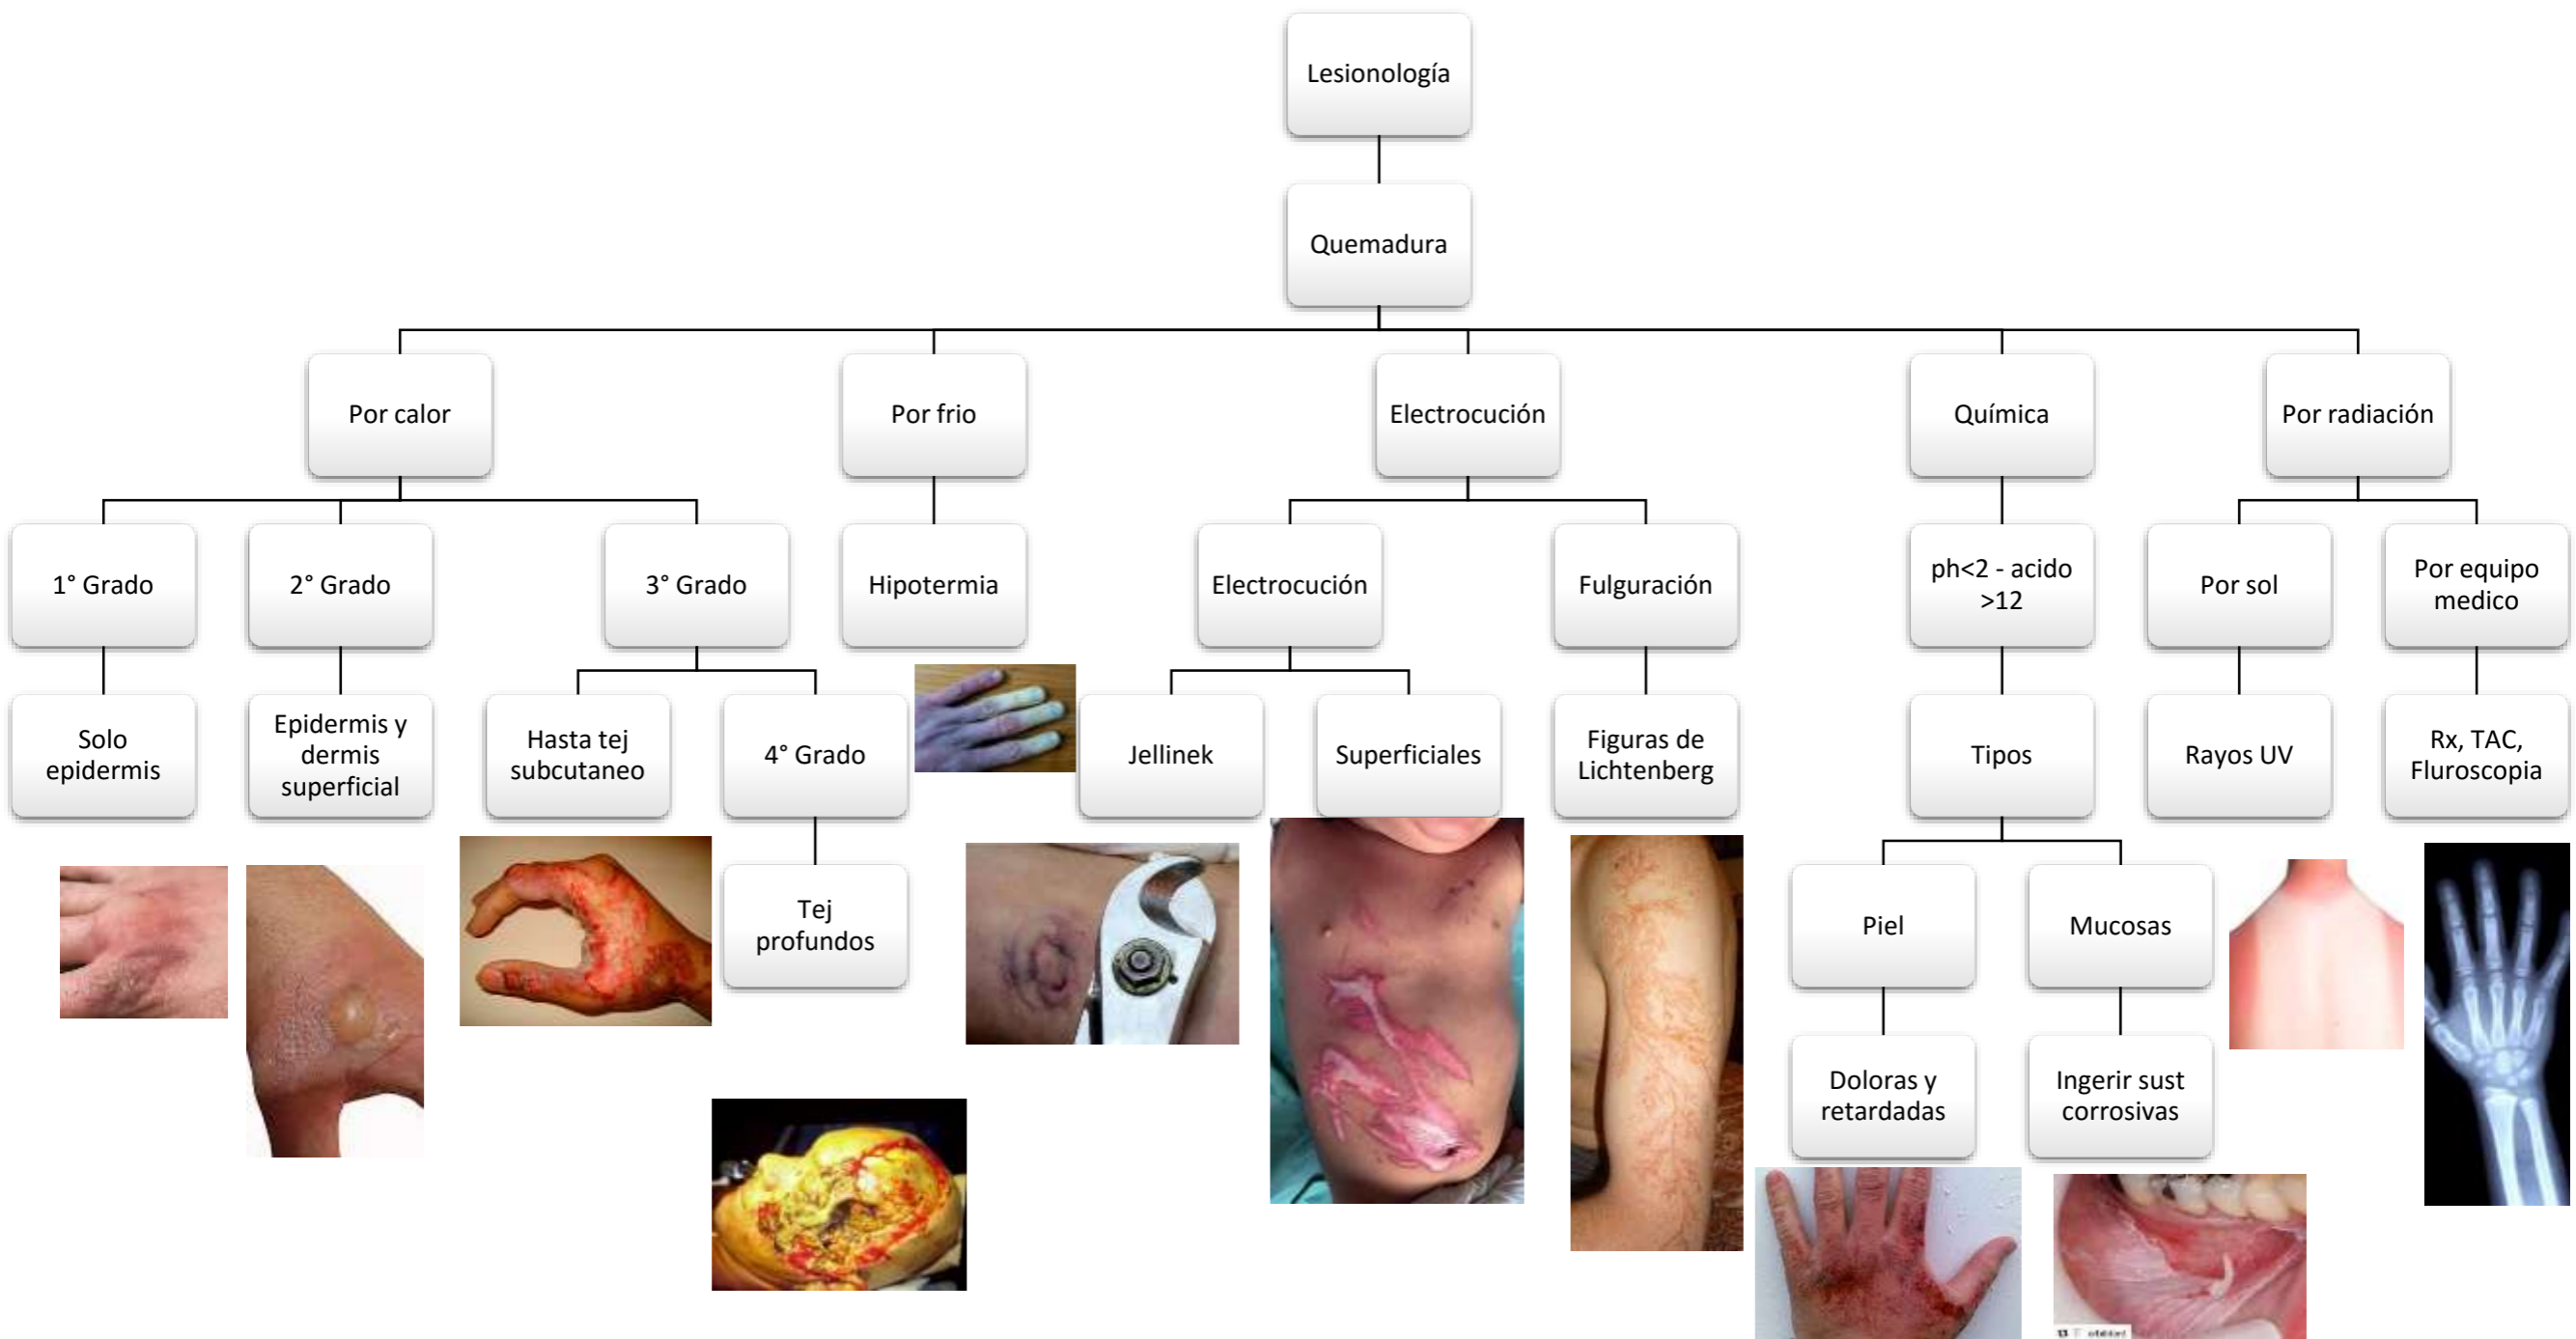 Lesionología
Quemadura
Por calor
Por frio
Electrocución
Química
Por radiación
1° Grado
2° Grado
3° Grado
Hipotermia
Electrocución
Fulguración
ph<2 - acido
>12
Por sol
Por equipo
medico
Solo
epidermis
Epidermis y
dermis
superficial
Hasta tej
subcutaneo
4° Grado
Jellinek
Superficiales
Figuras de
Lichtenberg
Tipos
Rayos UV
Rx, TAC,
Fluroscopia
Tej
profundos
Piel
Mucosas
Doloras y
retardadas
Ingerir sust
corrosivas